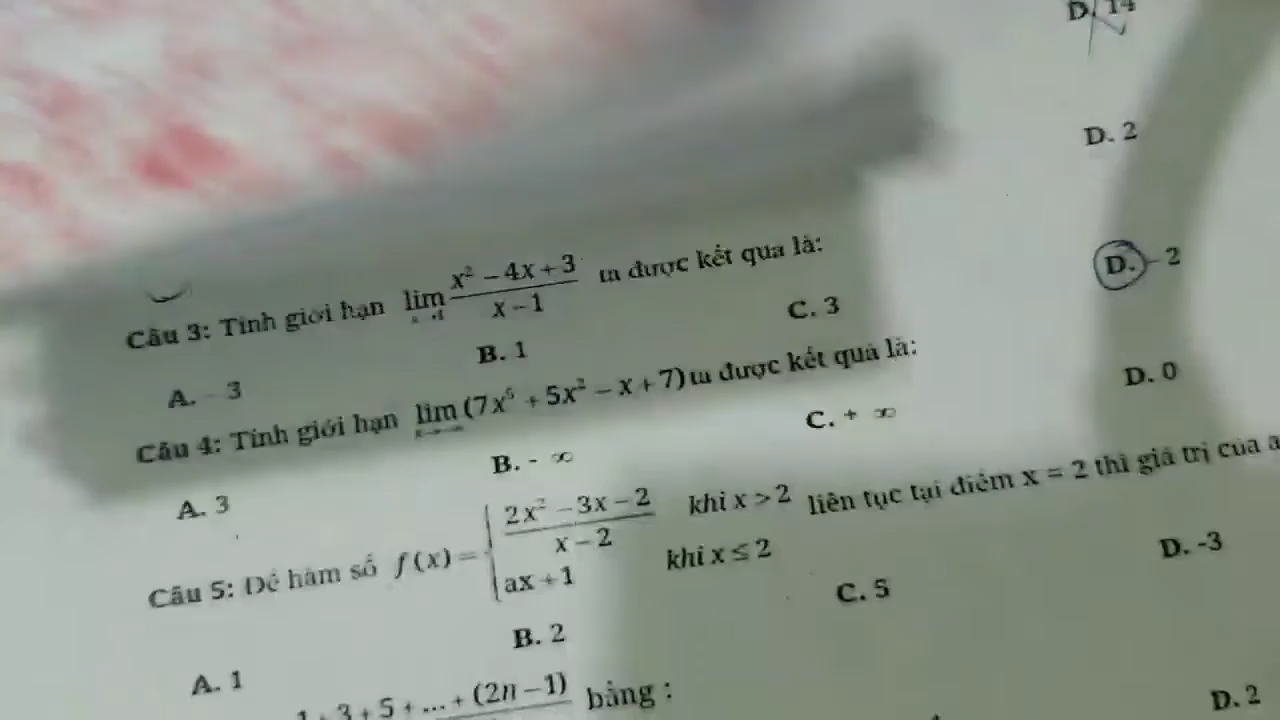 D. 14
D. 2
Câu 3: Tính giới hạn lim x² − 4x + 3 / x − 1 ta được kết quả là:
A. − 3 B. 1 C. 3 D. − 2
Câu 4: Tính giới hạn lim (7x⁵ + 5x² − x + 7) ta được kết quả là:
A. 3 B. - ∞ C. + ∞ D. 0
Câu 5: Để hàm số f(x) = { 2x² − 3x − 2 / x − 2 khi x > 2 liên tục tại điểm x = 2 thì giá trị của a
ax + 1 khi x ≤ 2
A. 1 B. 2 C. 5 D. -3
1 + 3 + 5 + ... + (2n − 1) bằng :
D. 2